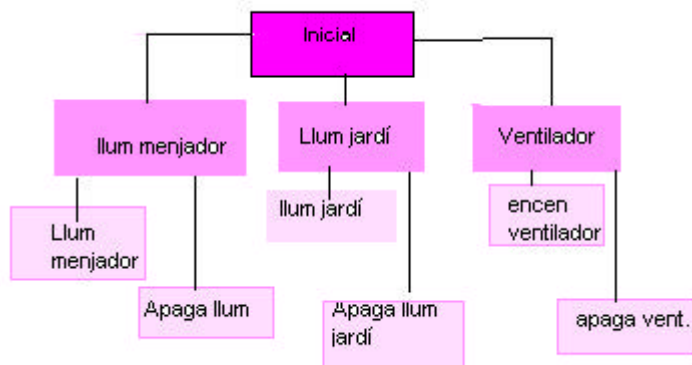 Inicial
llum menjador
Llum jardí
Ventilador
Llum
menjador
Apaga llum
llum jardí
Apaga llum
jardí
encen
ventilador
apaga vent.